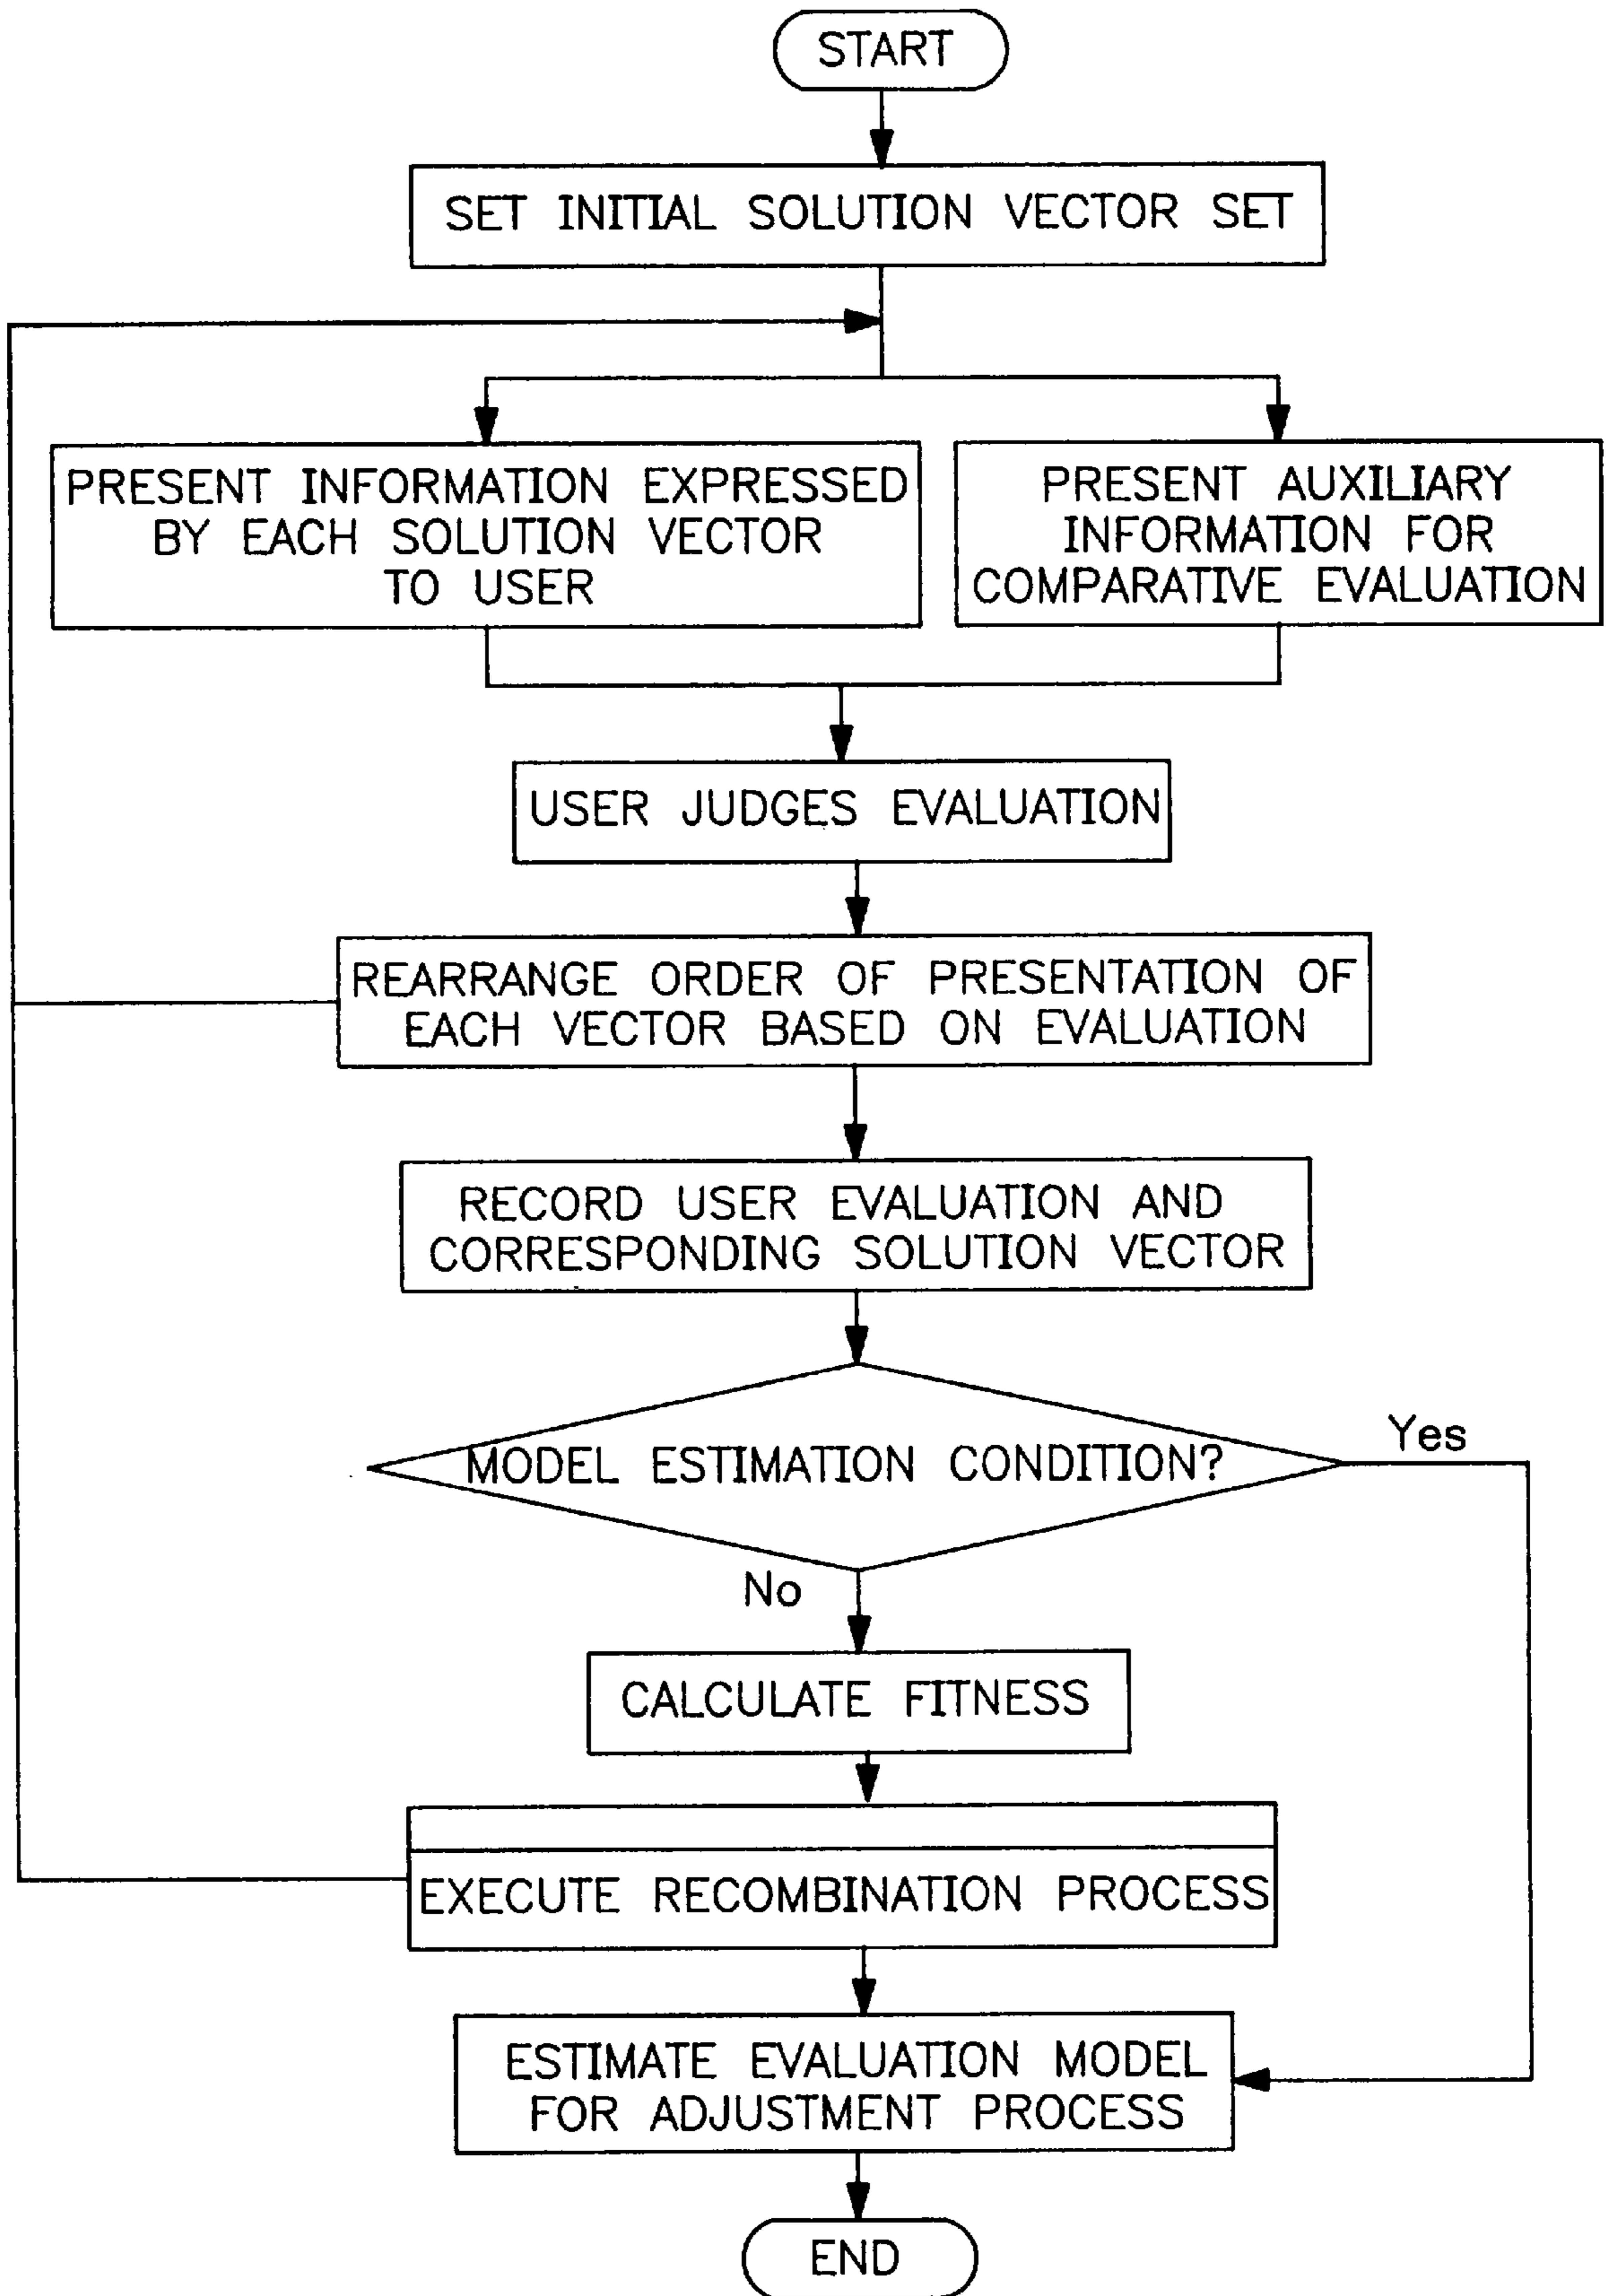 START
SET INITIAL SOLUTION VECTOR SET
PRESENT INFORMATION EXPRESSED
BY EACH SOLUTION VECTOR
TO USER
PRESENT AUXILIARY
INFORMATION FOR
COMPARATIVE EVALUATION
USER JUDGES EVALUATION
REARRANGE ORDER OF PRESENTATION OF
EACH VECTOR BASED ON EVALUATION
RECORD USER EVALUATION AND
CORRESPONDING SOLUTION VECTOR
MODEL ESTIMATION CONDITION?
Yes
No
CALCULATE FITNESS
EXECUTE RECOMBINATION PROCESS
ESTIMATE EVALUATION MODEL
FOR ADJUSTMENT PROCESS
END